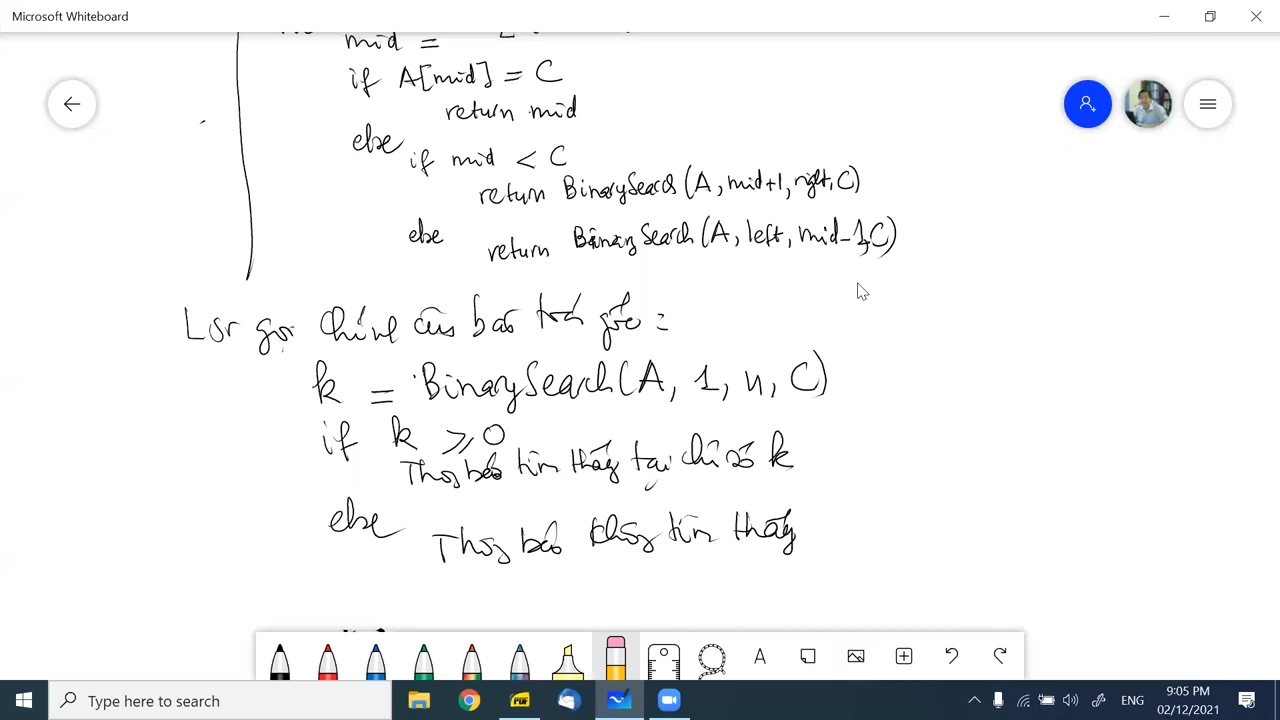 Microsoft Whiteboard
mid =
if A[mid] = C
return mid
else
if mid < C
return BinarySearch(A, mid+1, right, C)
else return BinarySearch(A, left, mid-1, C)
Lời gọi chính của bài toán gốc :
k = BinarySearch(A, 1, n, C)
if k ⩾ 0
Thông báo tìm thấy tại chỉ số k
else Thông báo không tìm thấy
Type here to search
ENG
9:05 PM
02/12/2021